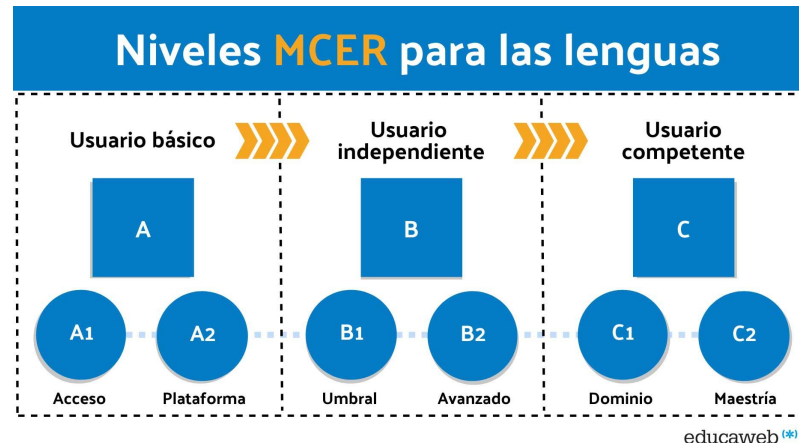 Niveles MCER para las lenguas
Usuario básico
Usuario
independiente
Usuario
competente
A
B
C
A1
A2
B1
B2
C1
C2
Acceso
Plataforma
Umbral
Avanzado
Dominio
Maestría
educaweb(*)